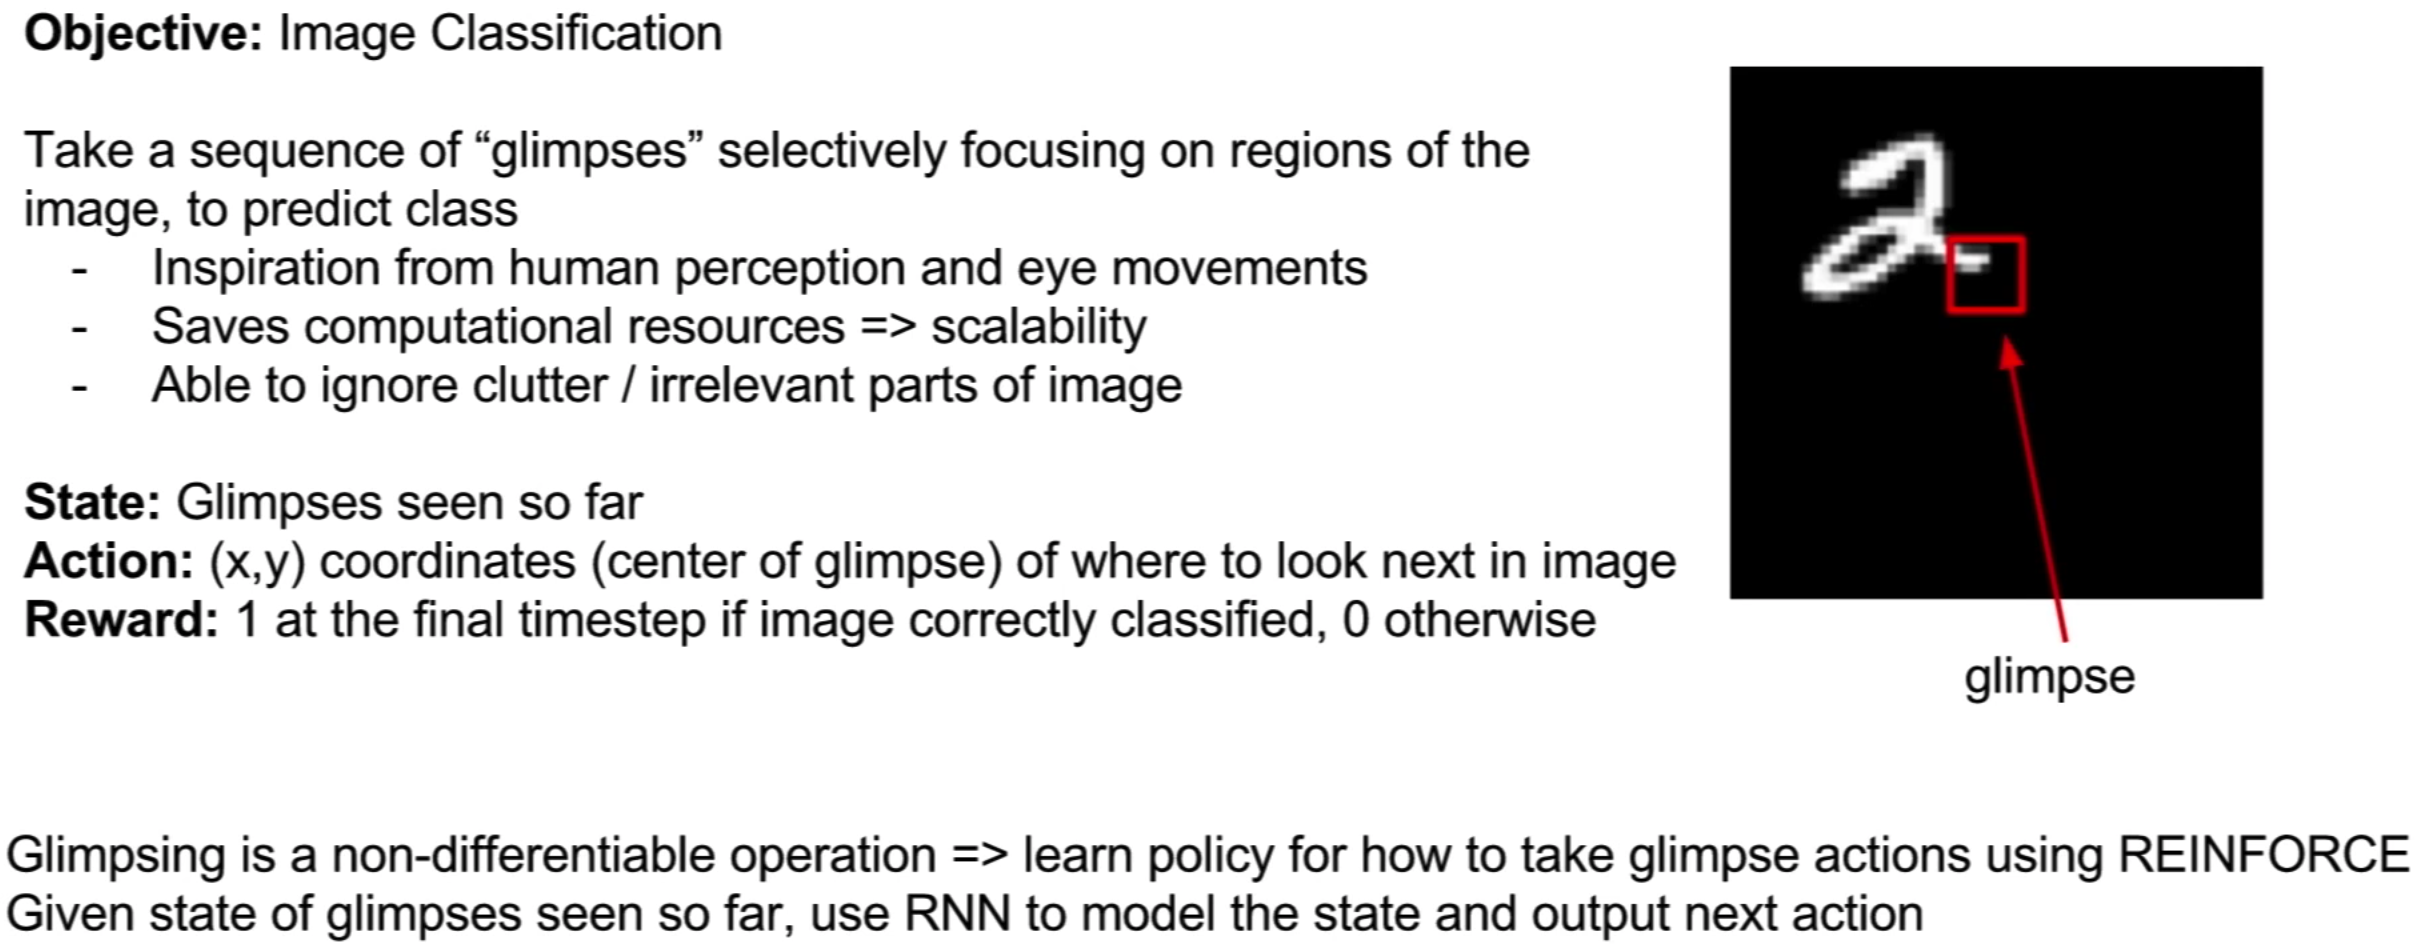 Objective: Image Classification
Take a sequence of “glimpses” selectively focusing on regions of the
image, to predict class
- Inspiration from human perception and eye movements
- Saves computational resources => scalability
- Able to ignore clutter / irrelevant parts of image
State: Glimpses seen so far
Action: (x,y) coordinates (center of glimpse) of where to look next in image
Reward: 1 at the final timestep if image correctly classified, 0 otherwise
2
glimpse
Glimpsing is a non-differentiable operation => learn policy for how to take glimpse actions using REINFORCE
Given state of glimpses seen so far, use RNN to model the state and output next action